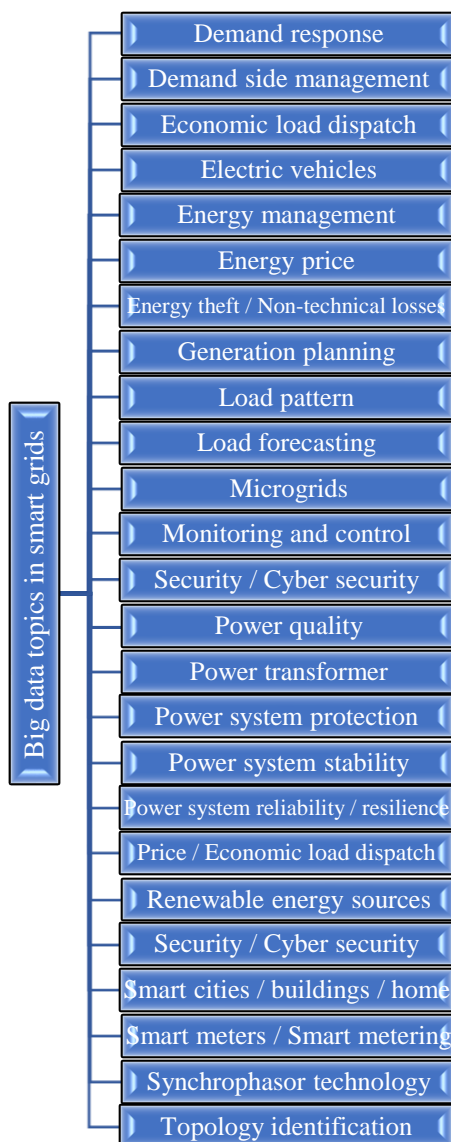 Big data topics in smart grids
Demand response
Demand side management
Economic load dispatch
Electric vehicles
Energy management
Energy price
Energy theft / Non-technical losses
Generation planning
Load pattern
Load forecasting
Microgrids
Monitoring and control
Security / Cyber security
Power quality
Power transformer
Power system protection
Power system stability
Power system reliability / resilience
Price / Economic load dispatch
Renewable energy sources
Security / Cyber security
Smart cities / buildings / home
Smart meters / Smart metering
Synchrophasor technology
Topology identification